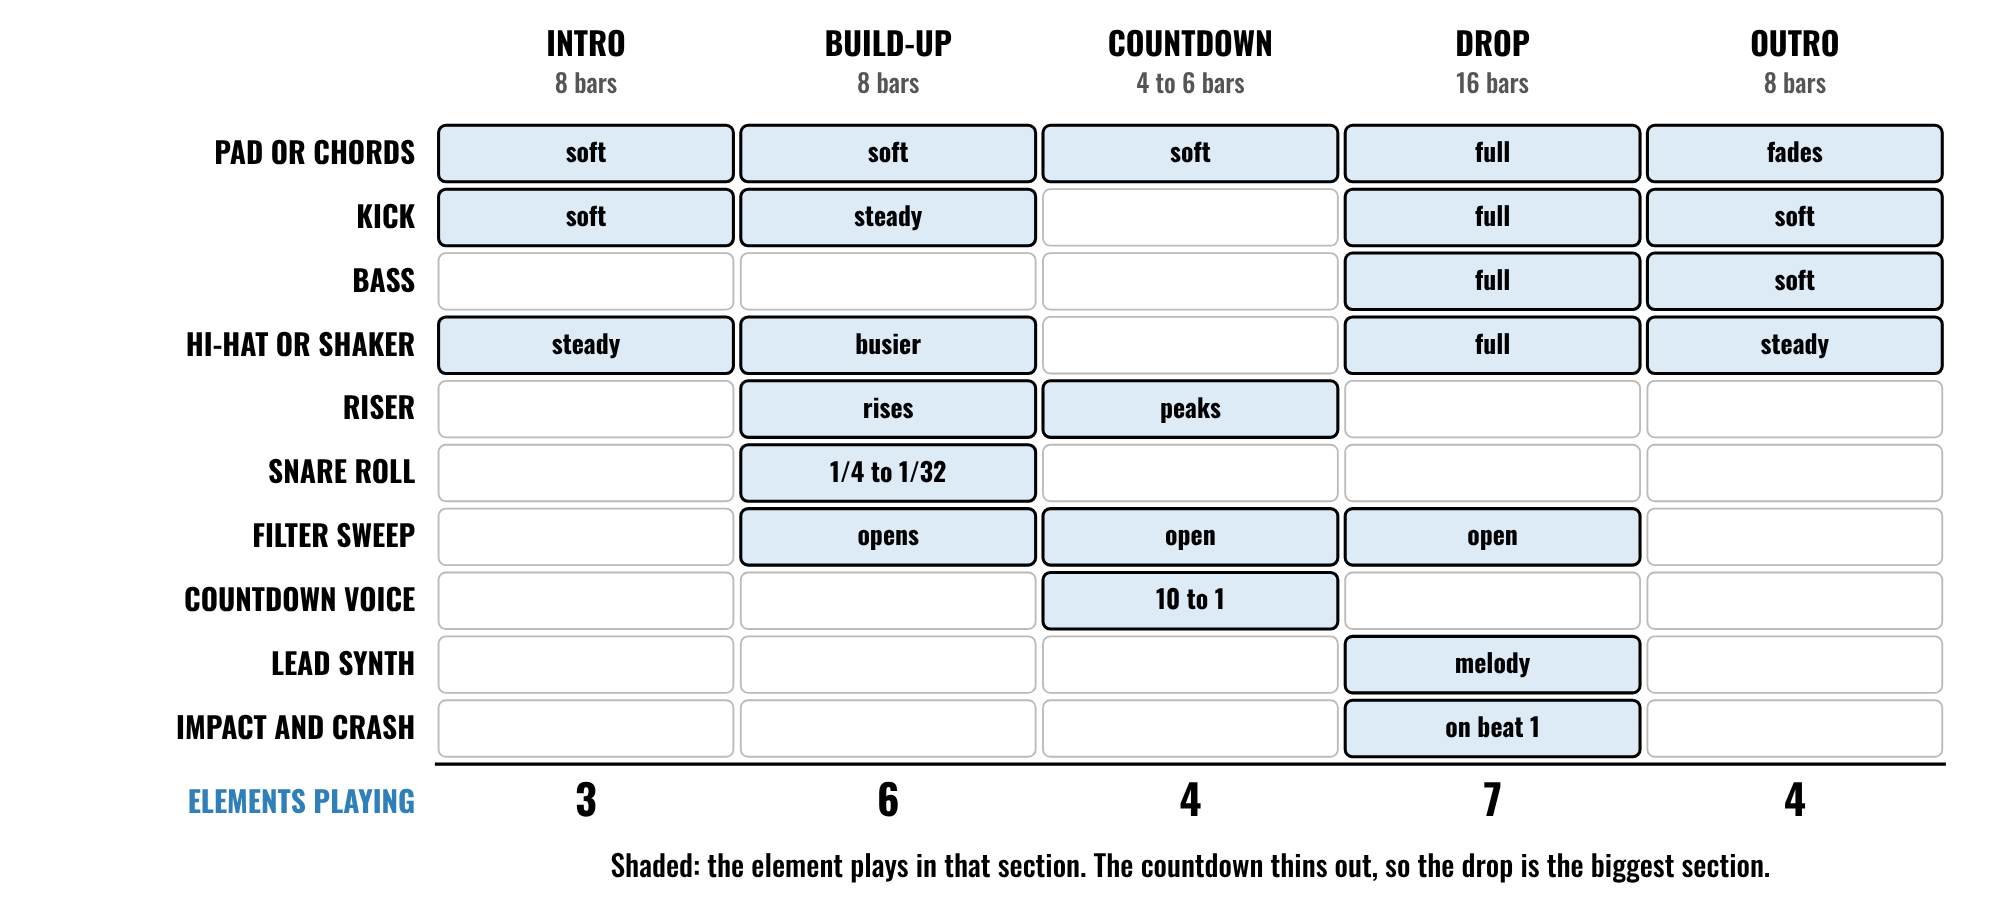 INTRO BUILD-UP COUNTDOWN DROP OUTRO
8 bars 8 bars 4 to 6 bars 16 bars 8 bars
PAD OR CHORDS soft soft soft full fades
KICK soft steady full soft
BASS full soft
HI-HAT OR SHAKER steady busier full steady
RISER rises peaks
SNARE ROLL 1/4 to 1/32
FILTER SWEEP opens open open
COUNTDOWN VOICE 10 to 1
LEAD SYNTH melody
IMPACT AND CRASH on beat 1
ELEMENTS PLAYING 3 6 4 7 4
Shaded: the element plays in that section. The countdown thins out, so the drop is the biggest section.